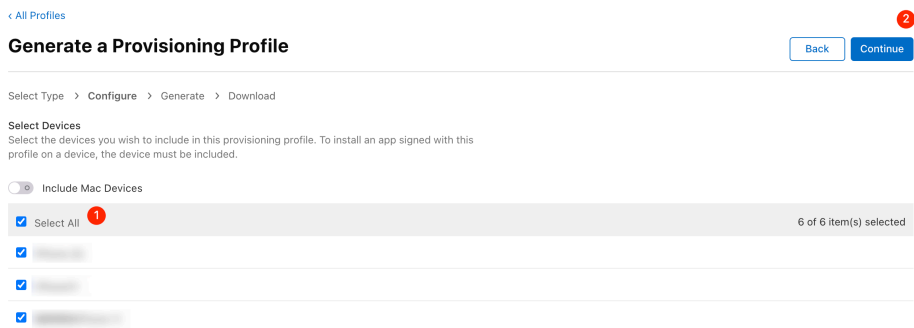 ‹ All Profiles
2
Generate a Provisioning Profile
Back
Continue
Select Type > Configure > Generate > Download
Select Devices
Select the devices you wish to include in this provisioning profile. To install an app signed with this
profile on a device, the device must be included.
Include Mac Devices
Select All
1
6 of 6 item(s) selected